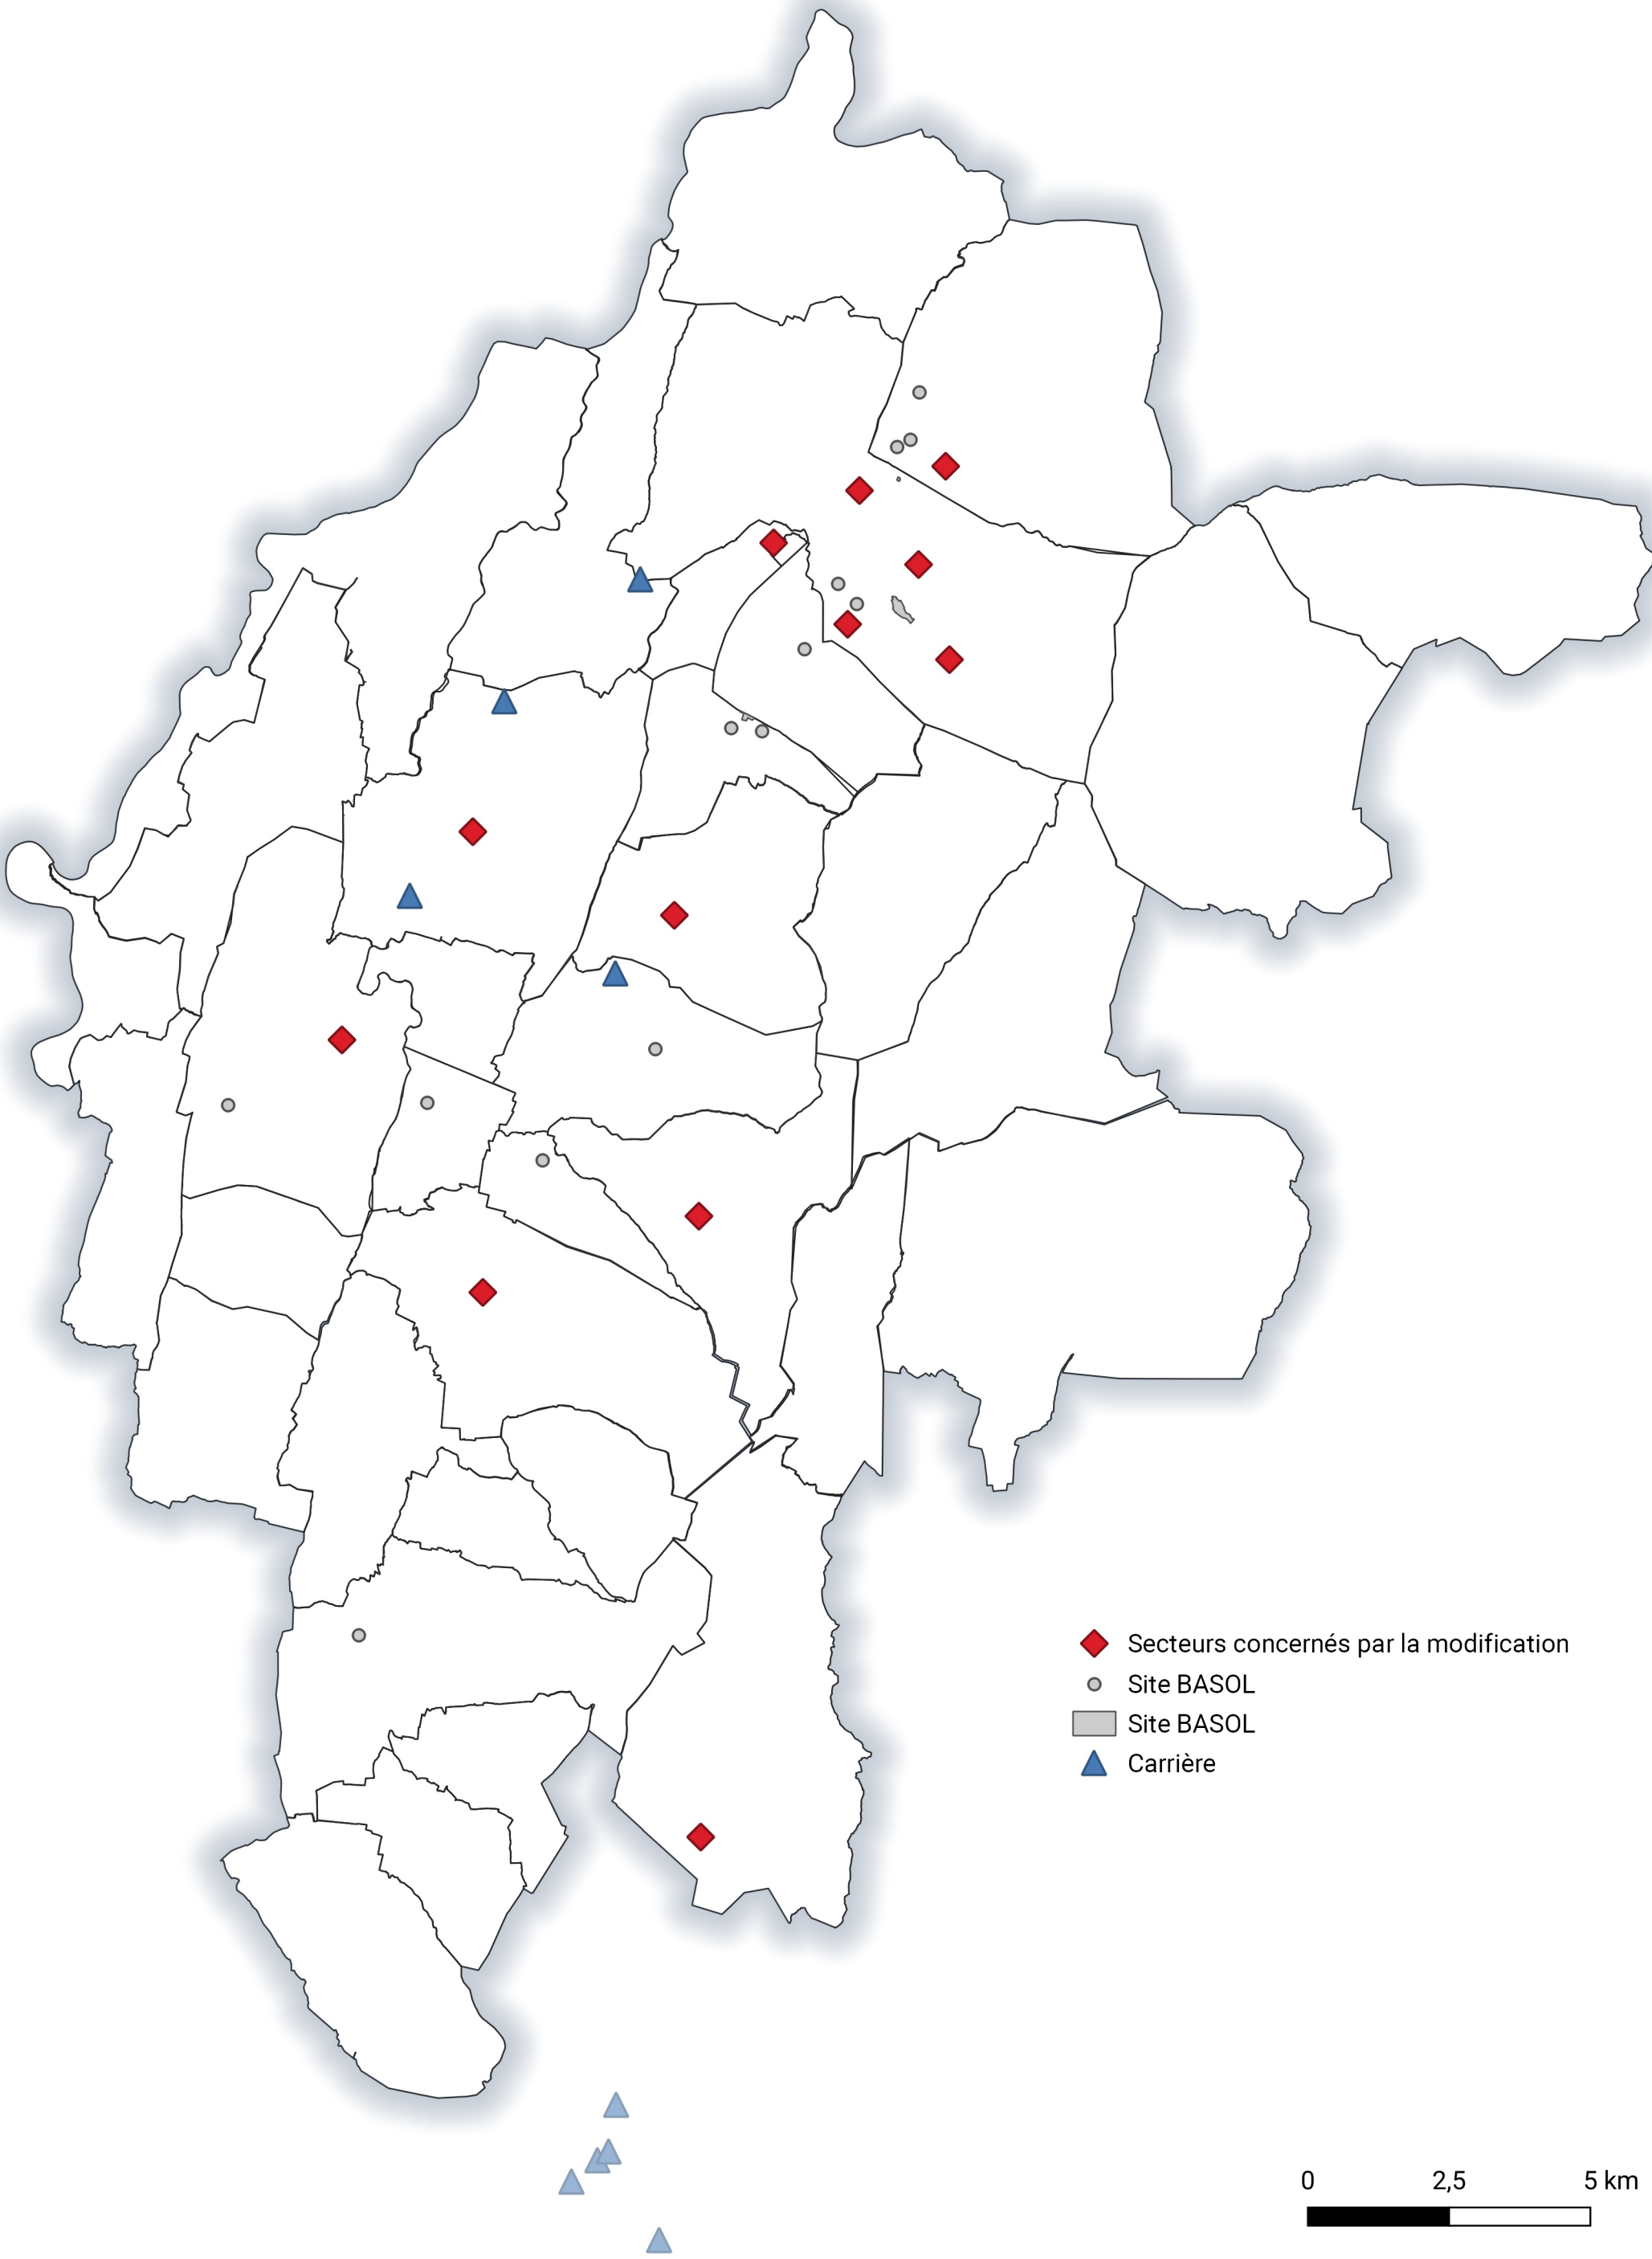 Secteurs concernés par la modification
Site BASOL
Site BASOL
Carrière
0 2,5 5 km